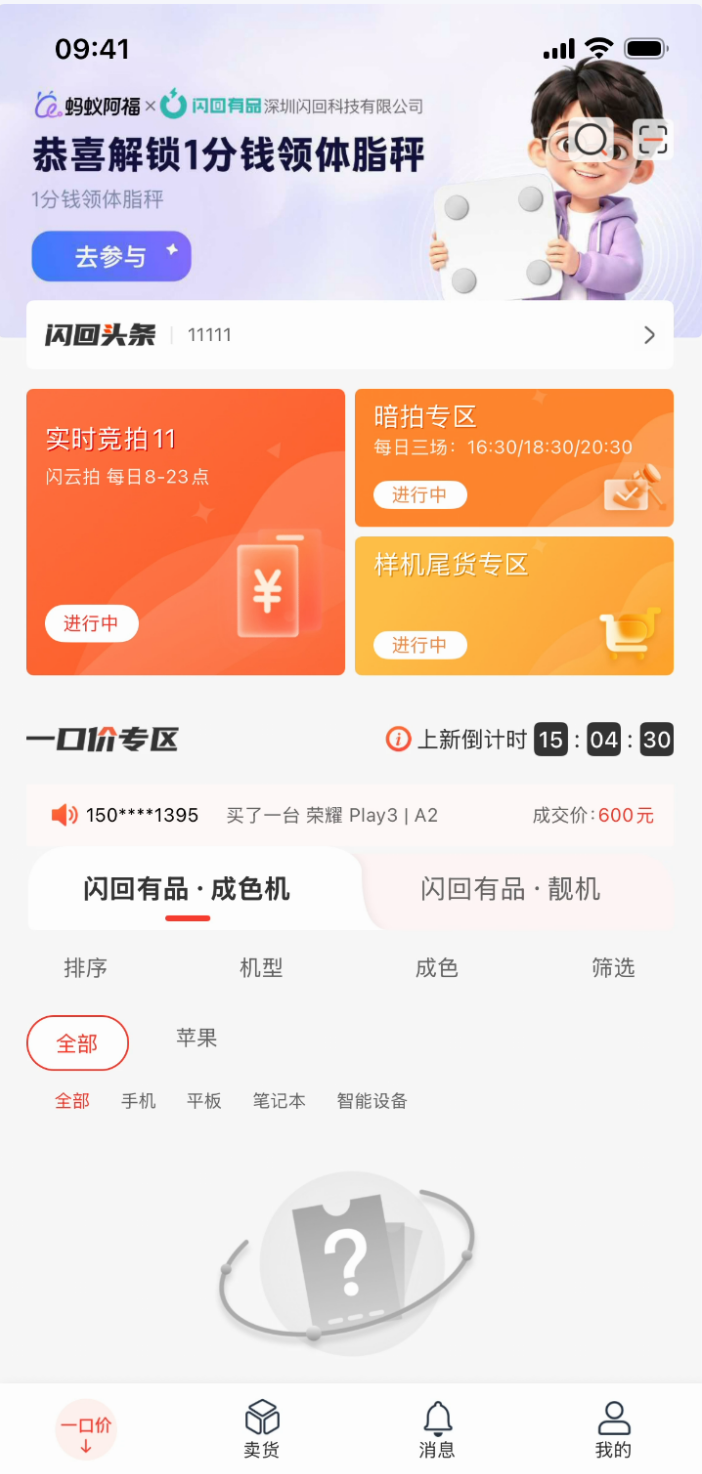 09:41
蚂蚁阿福×闪回有品 深圳闪回科技有限公司
恭喜解锁1分钱领体脂秤
1分钱领体脂秤
去参与
闪回头条 11111
实时竞拍11
闪云拍 每日8-23点
进行中
暗拍专区
每日三场：16:30/18:30/20:30
进行中
样机尾货专区
进行中
一口价专区 上新倒计时 15 : 04 : 30
150****1395 买了一台 荣耀 Play3 | A2 成交价:600元
闪回有品 · 成色机 闪回有品 · 靓机
排序 机型 成色 筛选
全部 苹果
全部 手机 平板 笔记本 智能设备
?
一口价 卖货 消息 我的